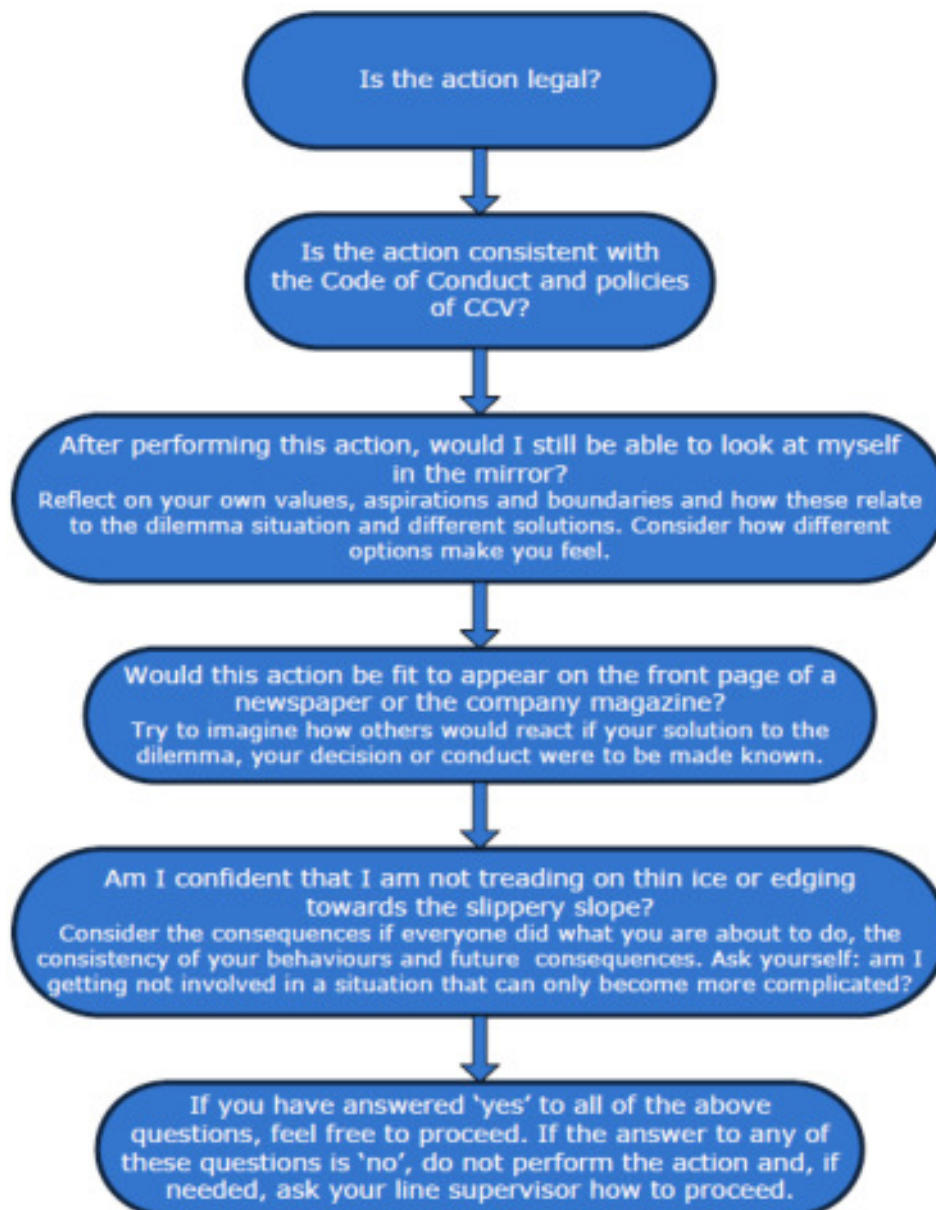 Is the action legal?
Is the action consistent with
the Code of Conduct and policies
of CCV?
After performing this action, would I still be able to look at myself
in the mirror?
Reflect on your own values, aspirations and boundaries and how these relate
to the dilemma situation and different solutions. Consider how different
options make you feel.
Would this action be fit to appear on the front page of a
newspaper or the company magazine?
Try to imagine how others would react if your solution to the
dilemma, your decision or conduct were to be made known.
Am I confident that I am not treading on thin ice or edging
towards the slippery slope?
Consider the consequences if everyone did what you are about to do, the
consistency of your behaviours and future consequences. Ask yourself: am I
getting not involved in a situation that can only become more complicated?
If you have answered ‘yes’ to all of the above
questions, feel free to proceed. If the answer to any of
these questions is ‘no’, do not perform the action and, if
needed, ask your line supervisor how to proceed.